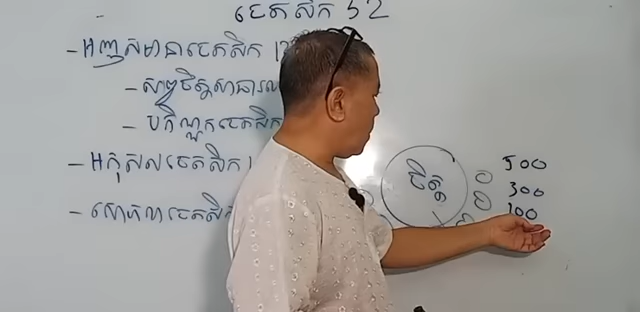 ចេតសិក 52
- អញ្ញសមានាចេតសិក
- សព្វចិត្តសាធារណ
- បកិណ្ណកចេតសិក
- អកុសលចេតសិក
- សោភណចេតសិក
ចិត្ត
500
300
100